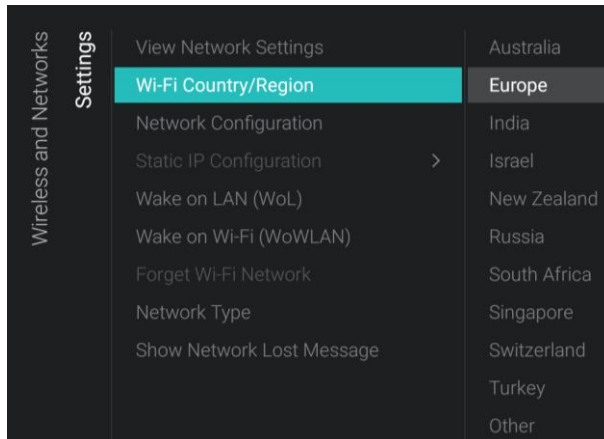 Wireless and Networks
Settings
View Network Settings
Wi-Fi Country/Region
Network Configuration
Static IP Configuration >
Wake on LAN (WoL)
Wake on Wi-Fi (WoWLAN)
Forget Wi-Fi Network
Network Type
Show Network Lost Message
Australia
Europe
India
Israel
New Zealand
Russia
South Africa
Singapore
Switzerland
Turkey
Other